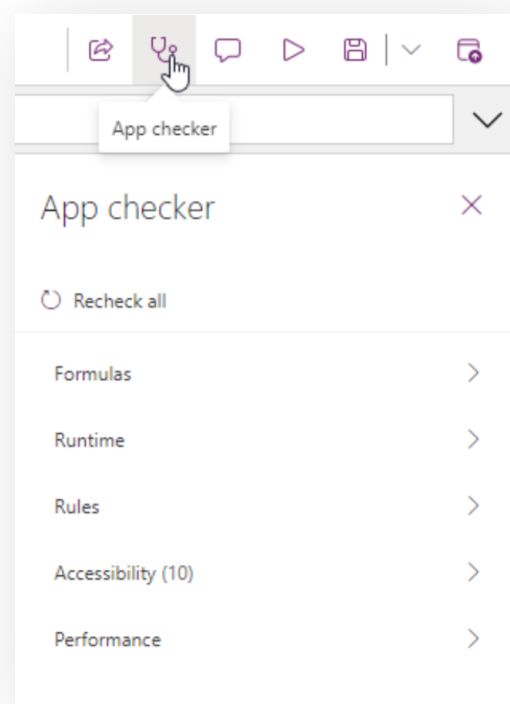 App checker
App checker
Recheck all
Formulas
Runtime
Rules
Accessibility (10)
Performance